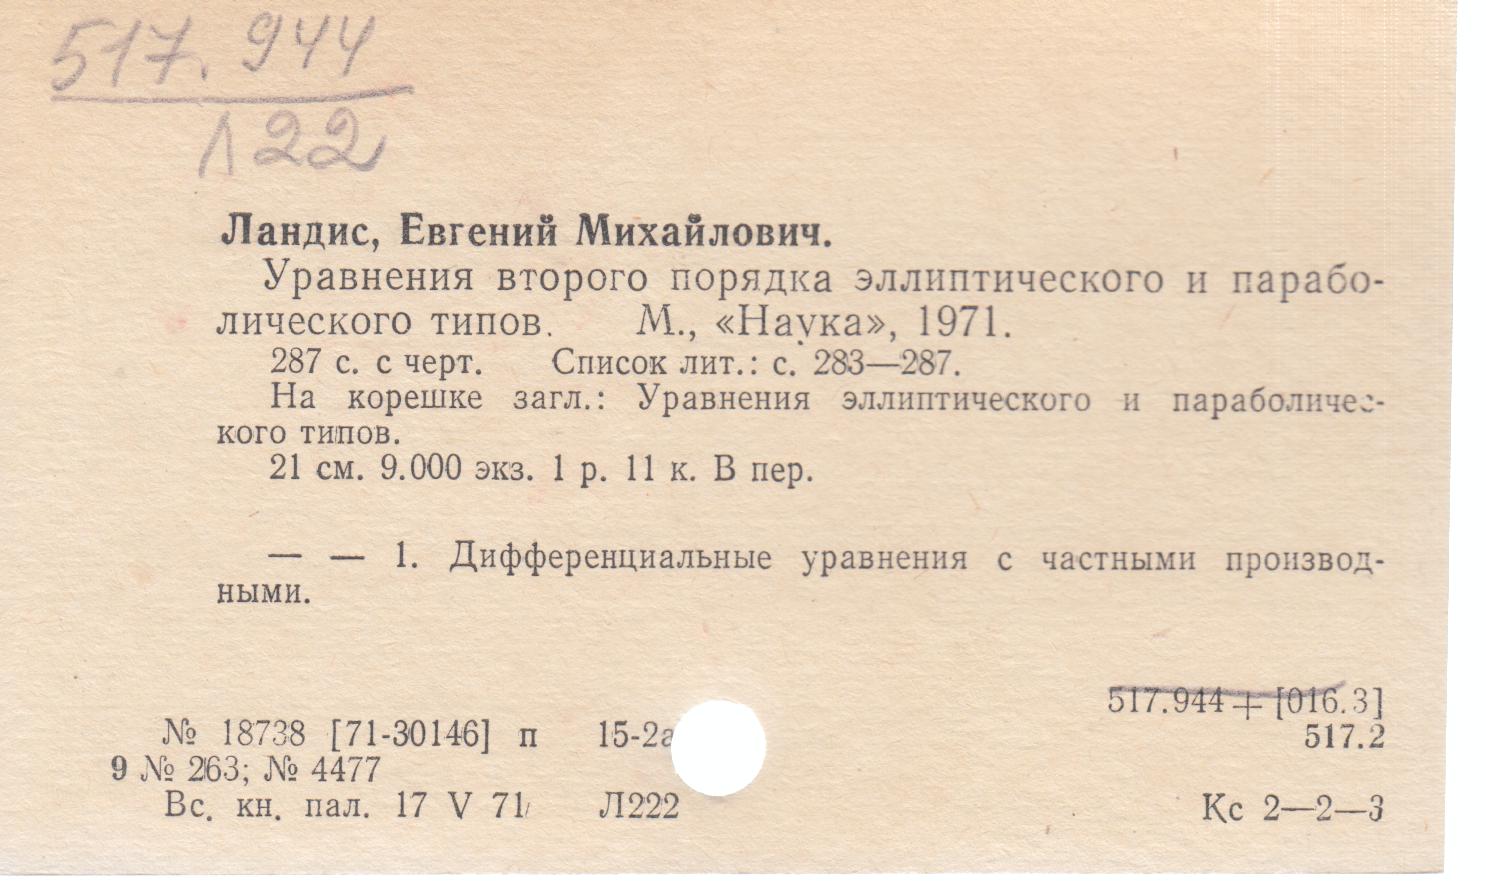 517.944
Л22
Ландис, Евгений Михайлович.
Уравнения второго порядка эллиптического и парабо-
лического типов. М., «Наука», 1971.
287 с. с черт. Список лит.: с. 283—287.
На корешке загл.: Уравнения эллиптического и параболичес-
кого типов.
21 см. 9.000 экз. 1 р. 11 к. В пер.
— — 1. Дифференциальные уравнения с частными производ-
ными.
517.944 + [016.3]
№ 18738 [71-30146] п 15-2а
517.2
9 № 263; № 4477
Вс. кн. пал. 17 V 71 Л222
Кс 2—2—3